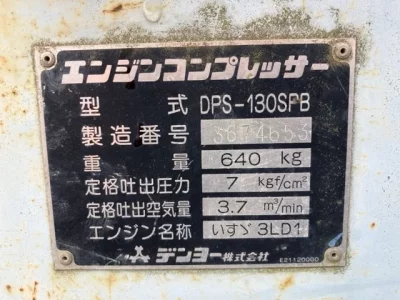 エンジンコンプレッサー
型式 DPS-130SPB
製造番号 3674653
重量 640 kg
定格吐出圧力 7 kgf/cm²
定格吐出空気量 3.7 m³/min
エンジン名称 いすゞ 3LD1
デンヨー株式会社
E21120000